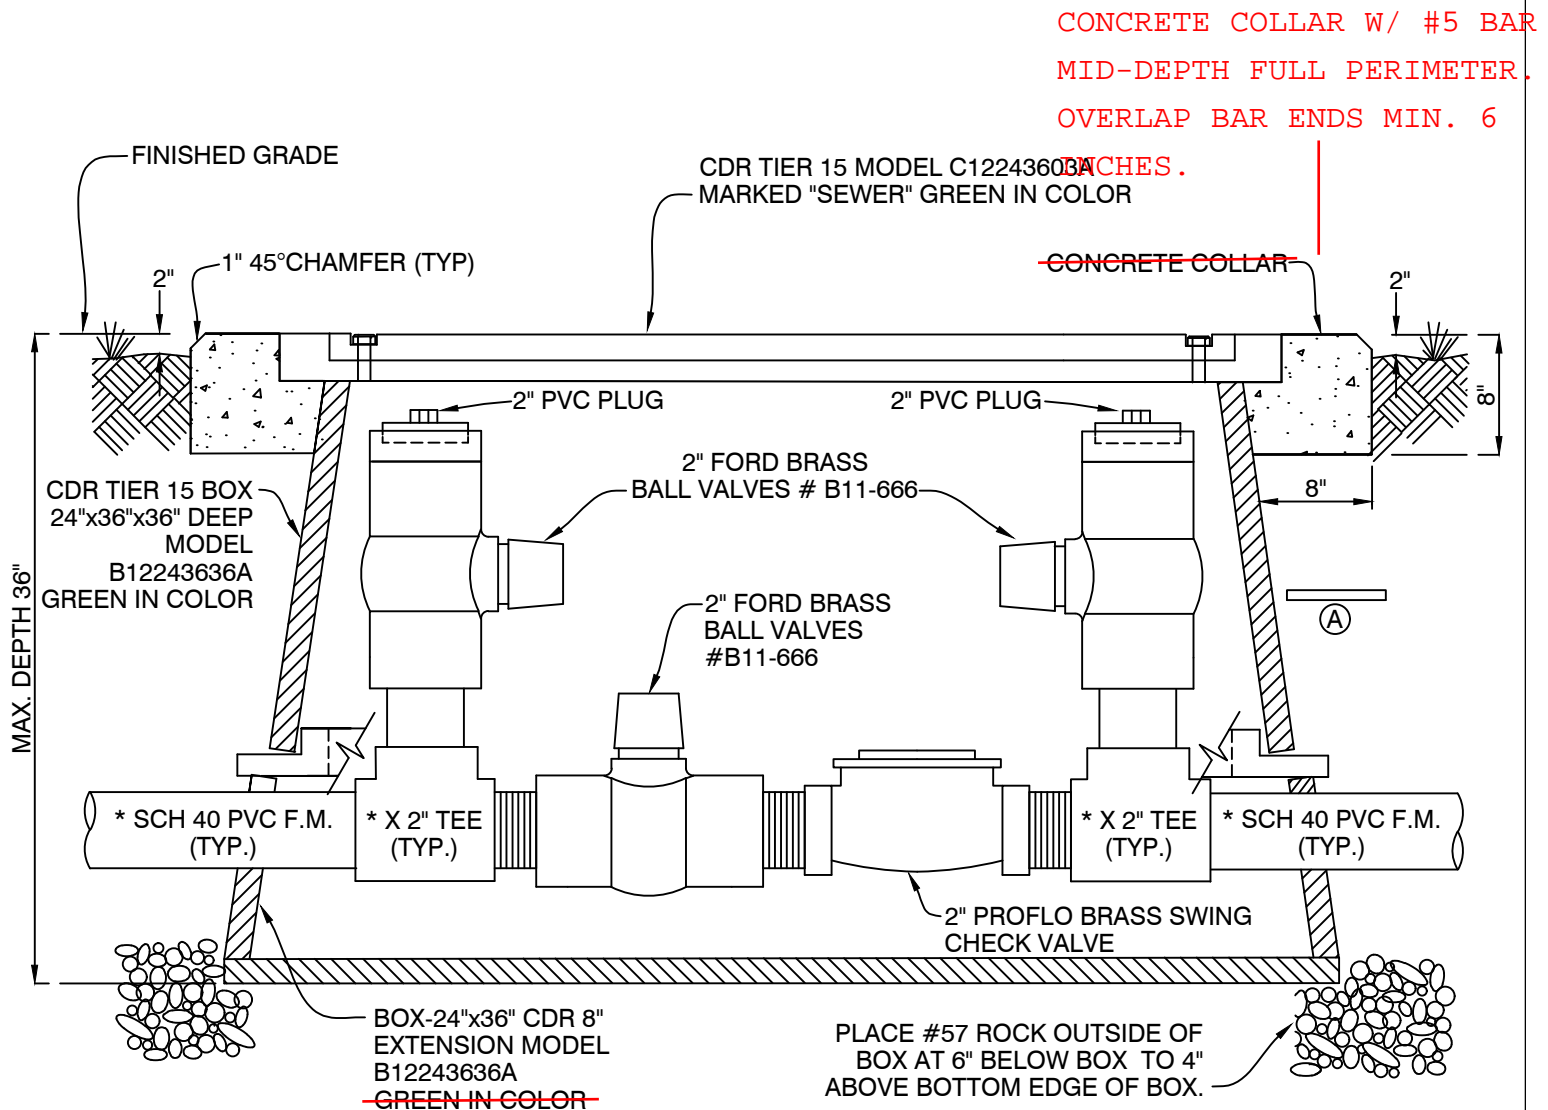 CONCRETE COLLAR W/ #5 BAR
MID-DEPTH FULL PERIMETER.
OVERLAP BAR ENDS MIN. 6
INCHES.
FINISHED GRADE
CDR TIER 15 MODEL C12243603A
MARKED "SEWER" GREEN IN COLOR
1" 45°CHAMFER (TYP)
CONCRETE COLLAR
2"
2"
8"
8"
2" PVC PLUG
2" PVC PLUG
2" FORD BRASS
BALL VALVES # B11-666
CDR TIER 15 BOX
24"x36"x36" DEEP
MODEL
B12243636A
GREEN IN COLOR
MAX. DEPTH 36"
2" FORD BRASS
BALL VALVES
#B11-666
A
* SCH 40 PVC F.M.
(TYP.)
* X 2" TEE
(TYP.)
* X 2" TEE
(TYP.)
* SCH 40 PVC F.M.
(TYP.)
2" PROFLO BRASS SWING
CHECK VALVE
BOX-24"x36" CDR 8"
EXTENSION MODEL
B12243636A
GREEN IN COLOR
PLACE #57 ROCK OUTSIDE OF
BOX AT 6" BELOW BOX TO 4"
ABOVE BOTTOM EDGE OF BOX.